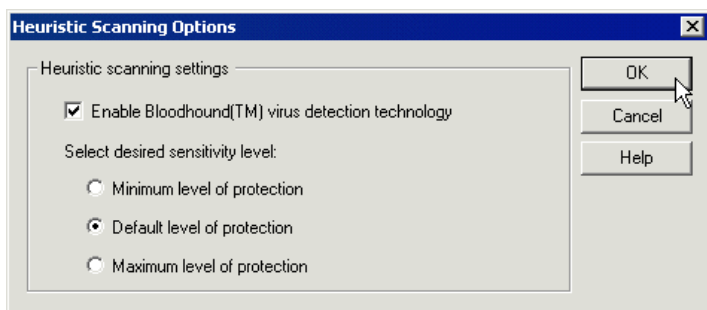 Heuristic Scanning Options
Heuristic scanning settings
Enable Bloodhound(TM) virus detection technology
Select desired sensitivity level:
Minimum level of protection
Default level of protection
Maximum level of protection
OK
Cancel
Help